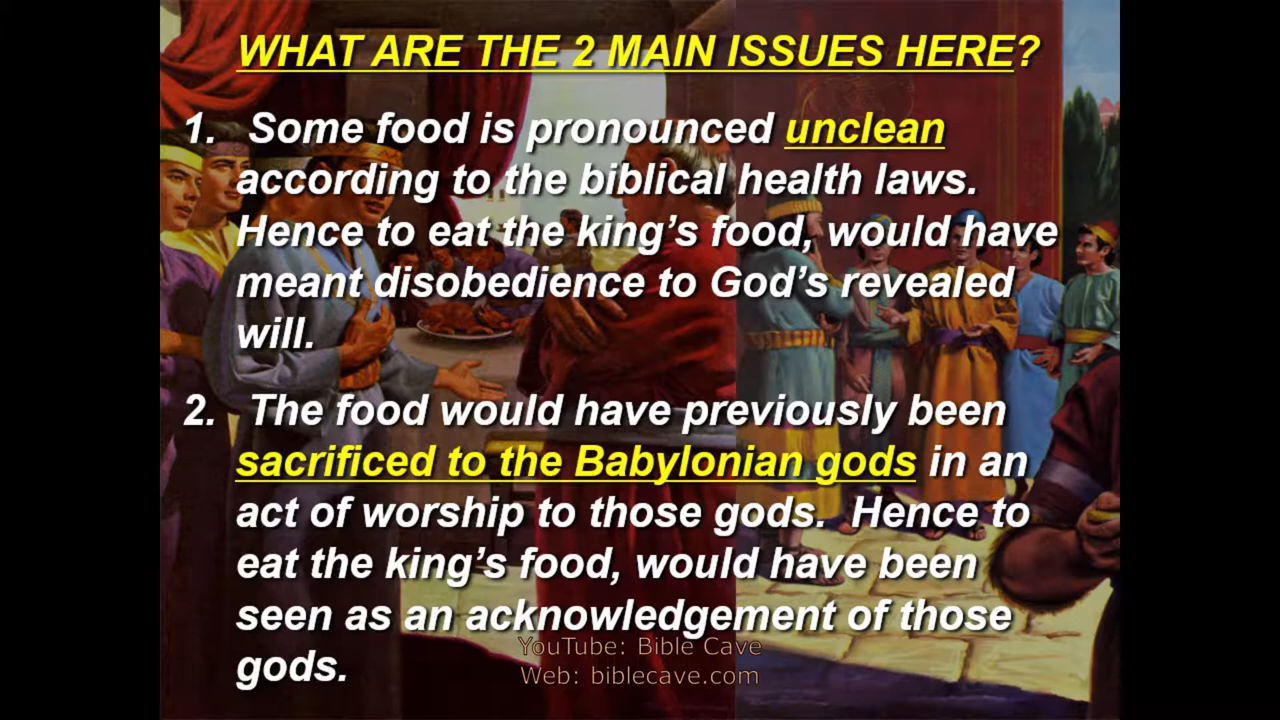 WHAT ARE THE 2 MAIN ISSUES HERE?
1. Some food is pronounced unclean
according to the biblical health laws.
Hence to eat the king’s food, would have
meant disobedience to God’s revealed
will.
2. The food would have previously been
sacrificed to the Babylonian gods in an
act of worship to those gods. Hence to
eat the king’s food, would have been
seen as an acknowledgement of those
gods.
YouTube: Bible Cave
Web: biblecave.com